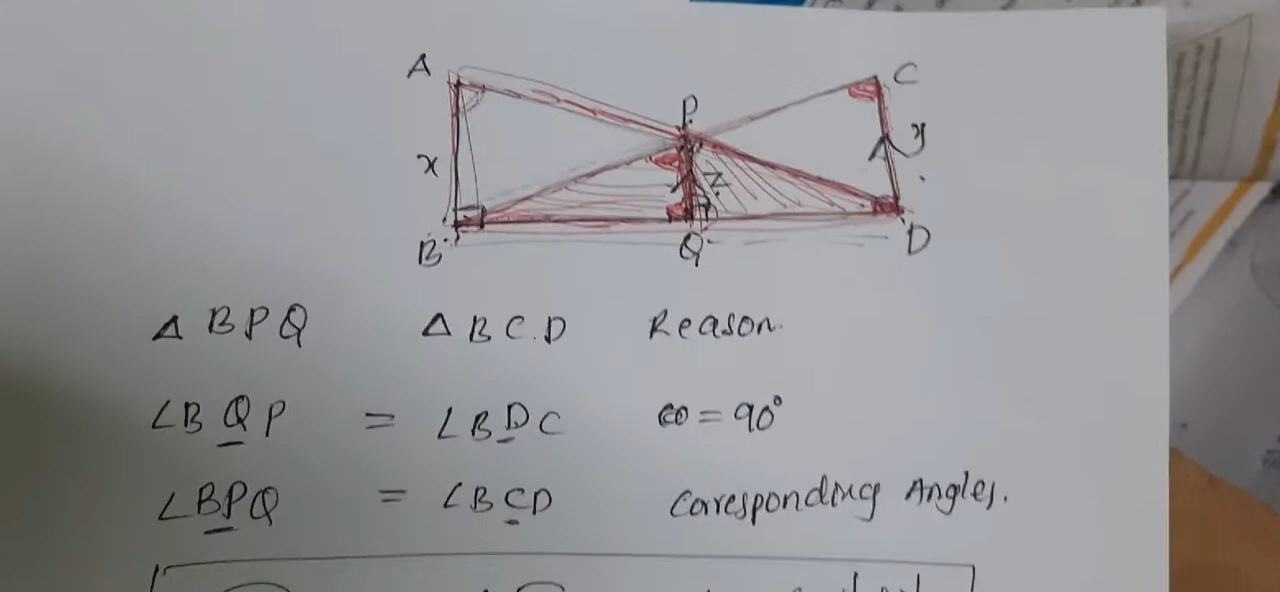 A
C
P
x
y
z
B
Q
D
Δ BPQ Δ BCD Reason.
∠BQP = ∠BDC = 90°
∠BPQ = ∠BCD Corresponding Angles.